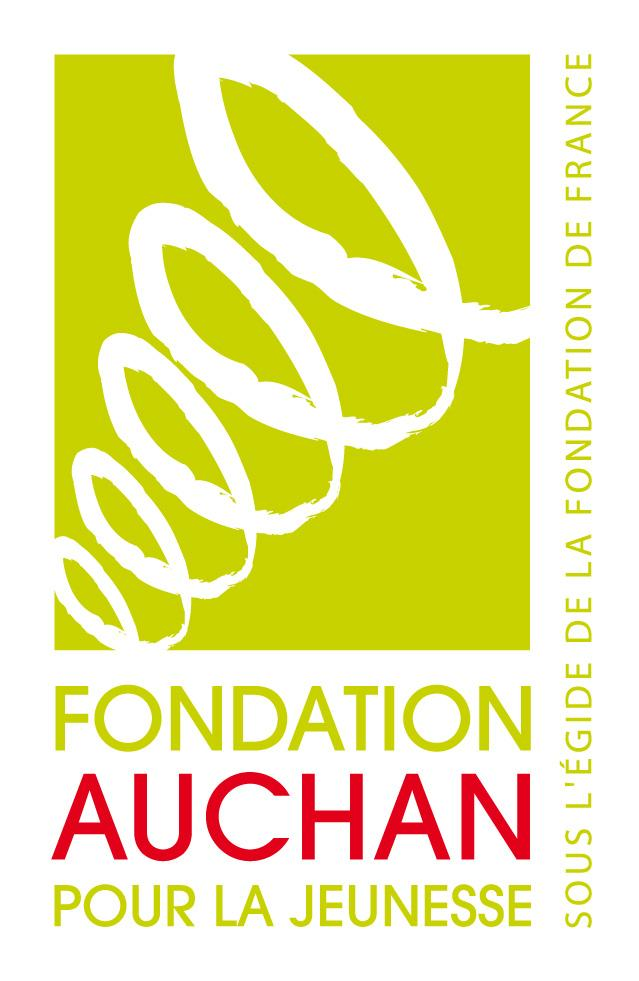 FONDATION
AUCHAN
POUR LA JEUNESSE
SOUS L'ÉGIDE DE LA FONDATION DE FRANCE